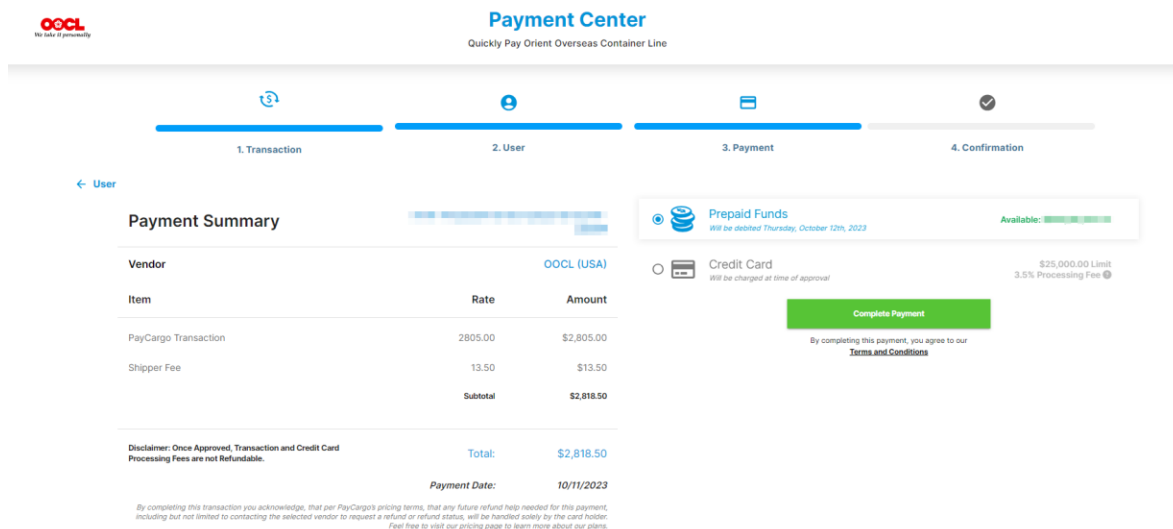 OOCL
We take it personally
Payment Center
Quickly Pay Orient Overseas Container Line
1. Transaction
2. User
3. Payment
4. Confirmation
← User
Payment Summary
Vendor OOCL (USA)
Item Rate Amount
PayCargo Transaction 2805.00 $2,805.00
Shipper Fee 13.50 $13.50
Subtotal $2,818.50
Disclaimer: Once Approved, Transaction and Credit Card
Processing Fees are not Refundable.
Total: $2,818.50
Payment Date: 10/11/2023
By completing this transaction you acknowledge, that per PayCargo's pricing terms, that any future refund help needed for this payment,
including but not limited to contacting the selected vendor to request a refund or refund status, will be handled solely by the card holder.
Feel free to visit our pricing page to learn more about our plans.
Prepaid Funds
Will be debited Thursday, October 12th, 2023
Available:
Credit Card
Will be charged at time of approval
$25,000.00 Limit
3.5% Processing Fee
Complete Payment
By completing this payment, you agree to our
Terms and Conditions